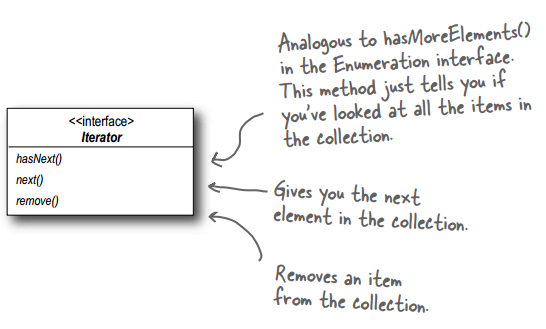 Analogous to hasMoreElements()
in the Enumeration interface.
This method just tells you if
you've looked at all the items in
the collection.
<<interface>
Iterator
hasNext()
next()
remove()
Gives you the next
element in the collection.
Removes an item
from the collection.